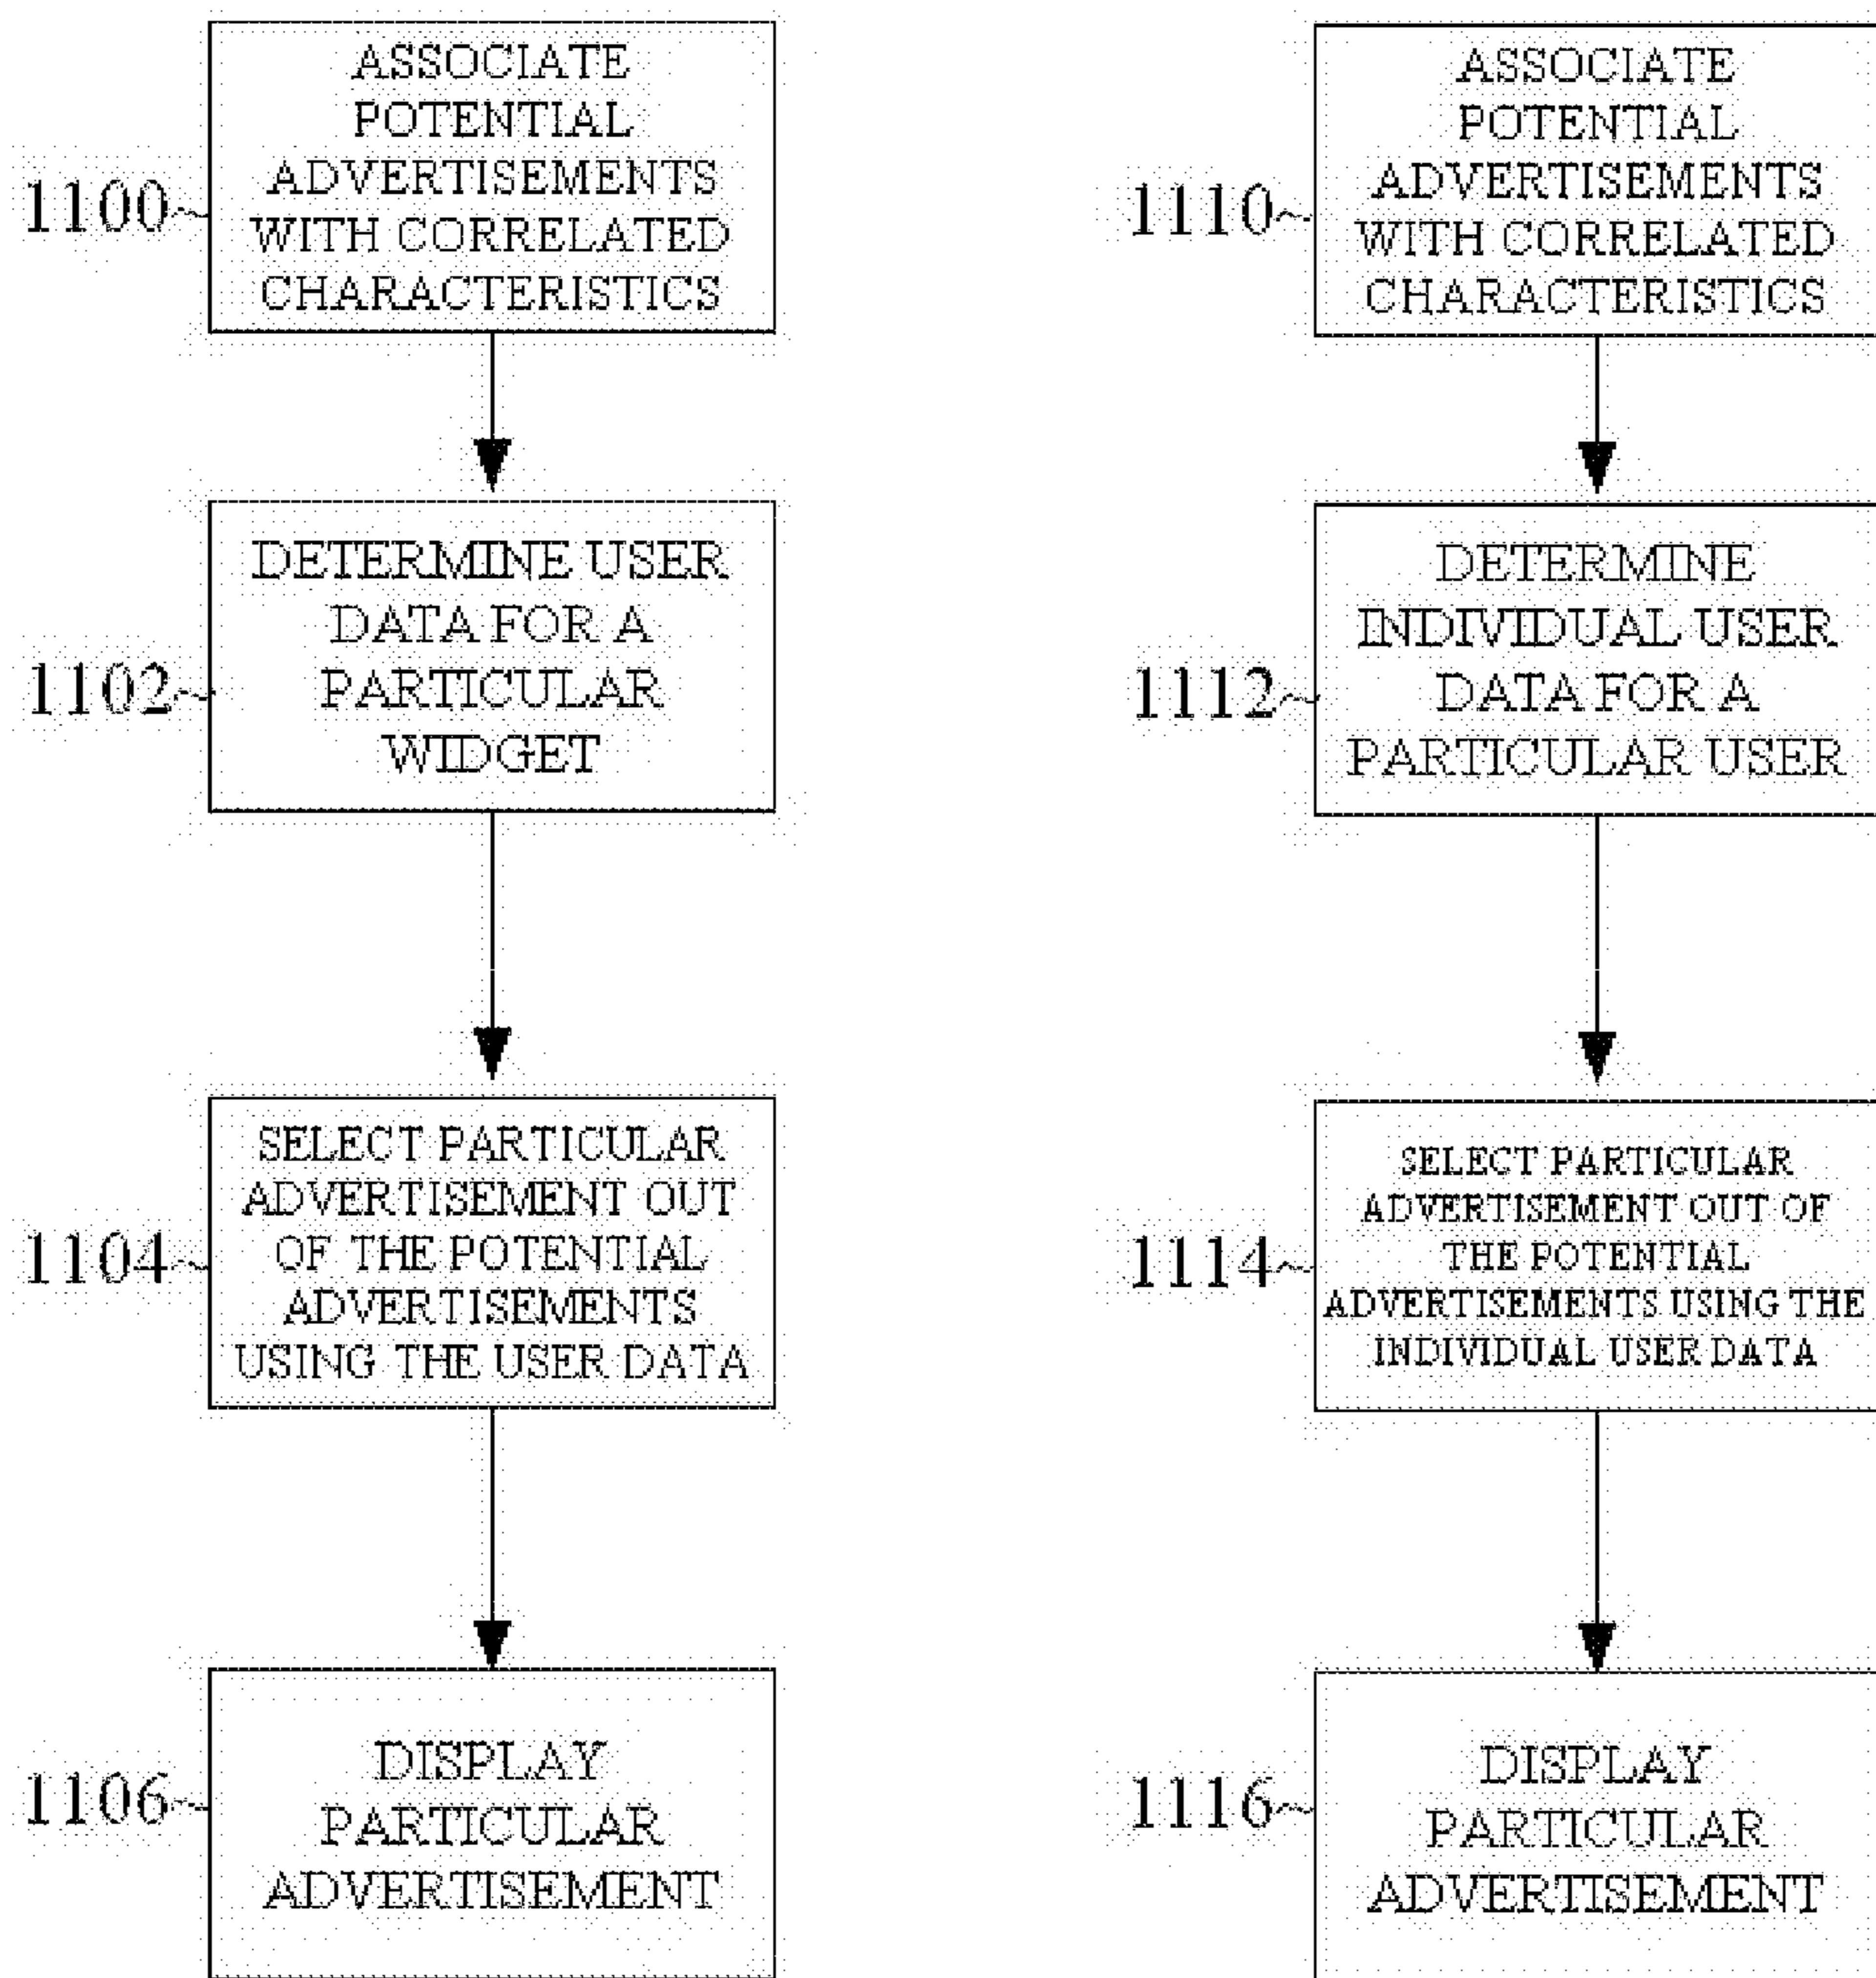 ASSOCIATE
POTENTIAL
ADVERTISEMENTS
WITH CORRELATED
CHARACTERISTICS
1100
DETERMINE USER
DATA FOR A
PARTICULAR
WIDGET
1102
SELECT PARTICULAR
ADVERTISEMENT OUT
OF THE POTENTIAL
ADVERTISEMENTS
USING THE USER DATA
1104
DISPLAY
PARTICULAR
ADVERTISEMENT
1106
ASSOCIATE
POTENTIAL
ADVERTISEMENTS
WITH CORRELATED
CHARACTERISTICS
1110
DETERMINE
INDIVIDUAL USER
DATA FOR A
PARTICULAR USER
1112
SELECT PARTICULAR
ADVERTISEMENT OUT OF
THE POTENTIAL
ADVERTISEMENTS USING THE
INDIVIDUAL USER DATA
1114
DISPLAY
PARTICULAR
ADVERTISEMENT
1116